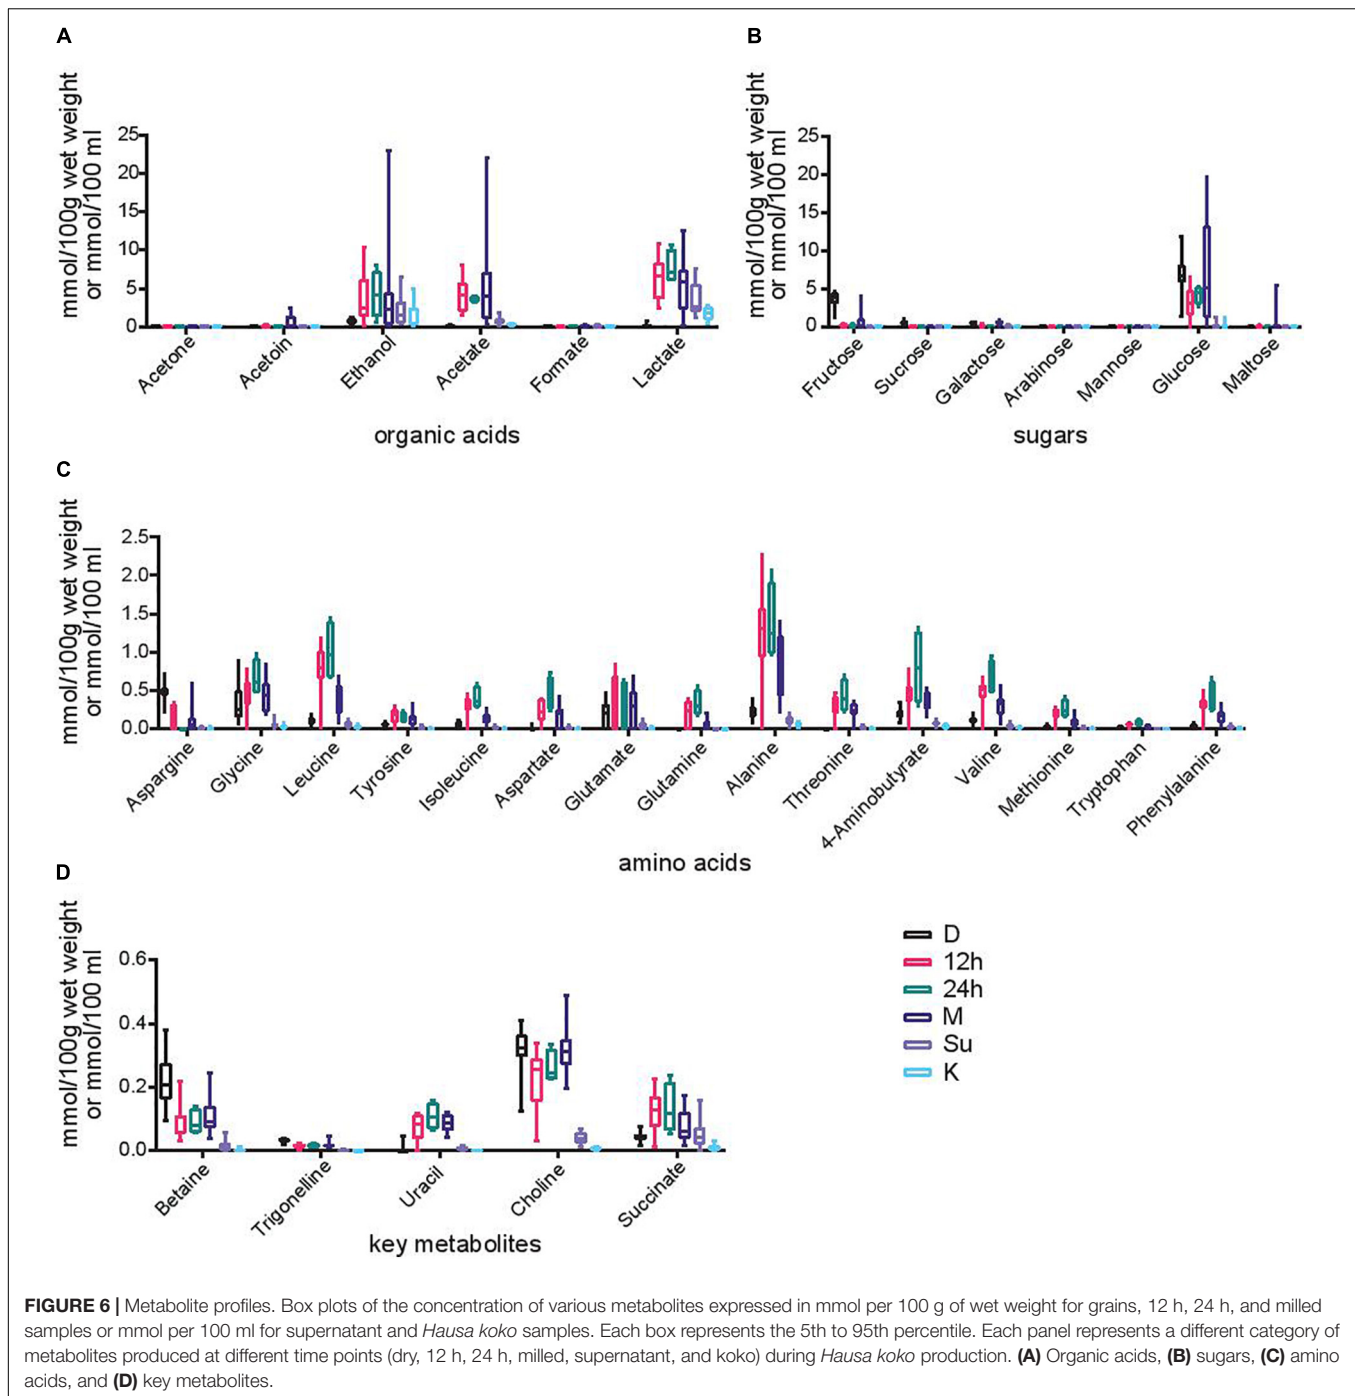 A
mmol/100g wet weight
or mmol/100 ml
25
20
15
10
5
0
Acetone
Acetoin
Ethanol
Acetate
Formate
Lactate
organic acids
B
mmol/100g wet weight
or mmol/100 ml
25
20
15
10
5
0
Fructose
Sucrose
Galactose
Arabinose
Mannose
Glucose
Maltose
sugars
C
mmol/100g wet weight
or mmol/100 ml
2.5
2.0
1.5
1.0
0.5
0.0
Aspargine
Glycine
Leucine
Tyrosine
Isoleucine
Aspartate
Glutamate
Glutamine
Alanine
Threonine
4-Aminobutyrate
Valine
Methionine
Tryptophan
Phenylalanine
amino acids
D
mmol/100g wet weight
or mmol/100 ml
0.6
0.4
0.2
0.0
Betaine
Trigonelline
Uracil
Choline
Succinate
key metabolites
D
12h
24h
M
Su
K
FIGURE 6 | Metabolite profiles. Box plots of the concentration of various metabolites expressed in mmol per 100 g of wet weight for grains, 12 h, 24 h, and milled
samples or mmol per 100 ml for supernatant and Hausa koko samples. Each box represents the 5th to 95th percentile. Each panel represents a different category of
metabolites produced at different time points (dry, 12 h, 24 h, milled, supernatant, and koko) during Hausa koko production. (A) Organic acids, (B) sugars, (C) amino
acids, and (D) key metabolites.